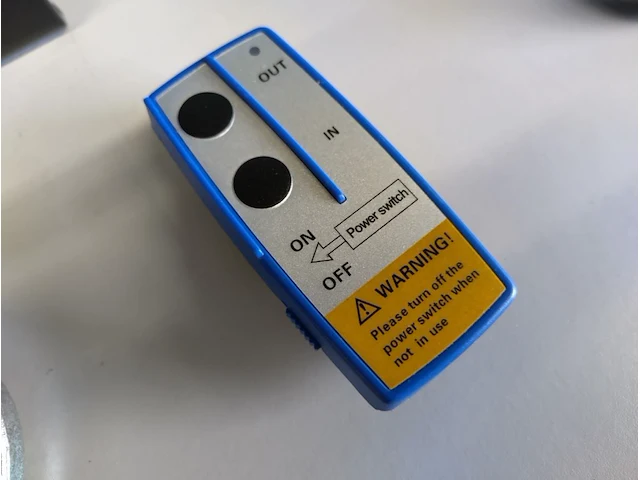 OUT
IN
ON
Power switch
OFF
WARNING!
Please turn off the
power switch when
not in use